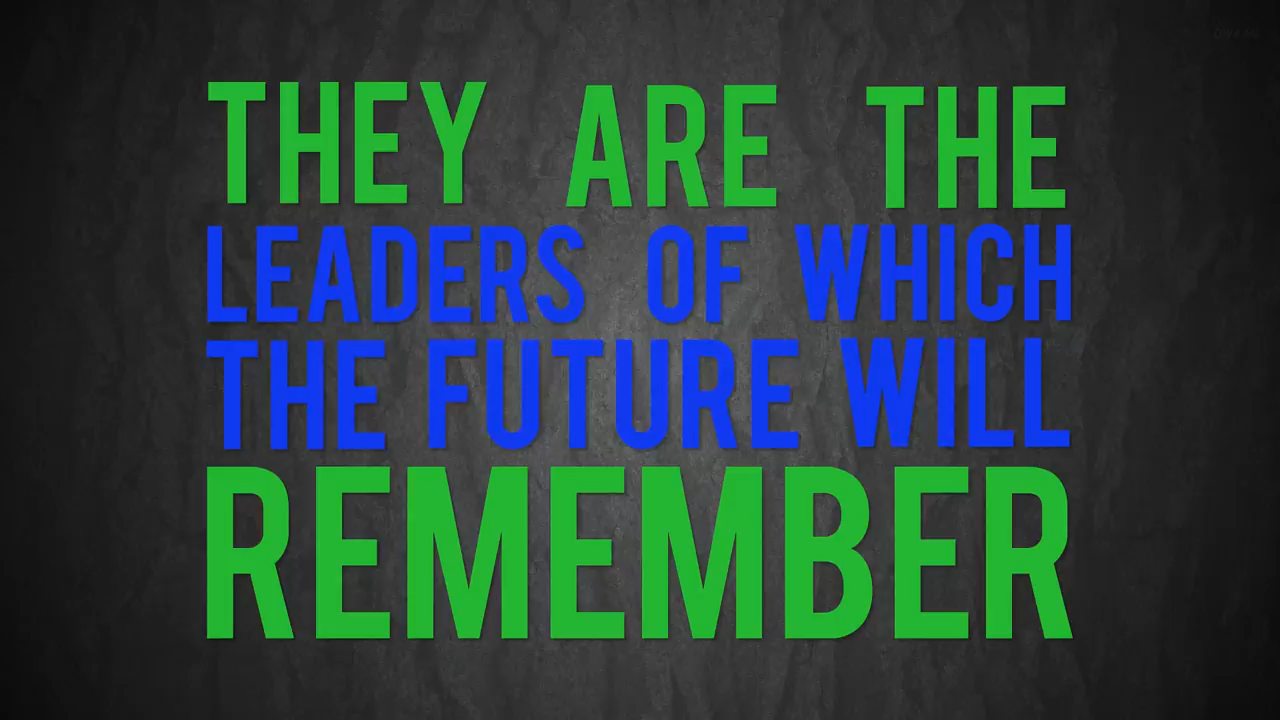 THEY ARE THE
LEADERS OF WHICH
THE FUTURE WILL
REMEMBER